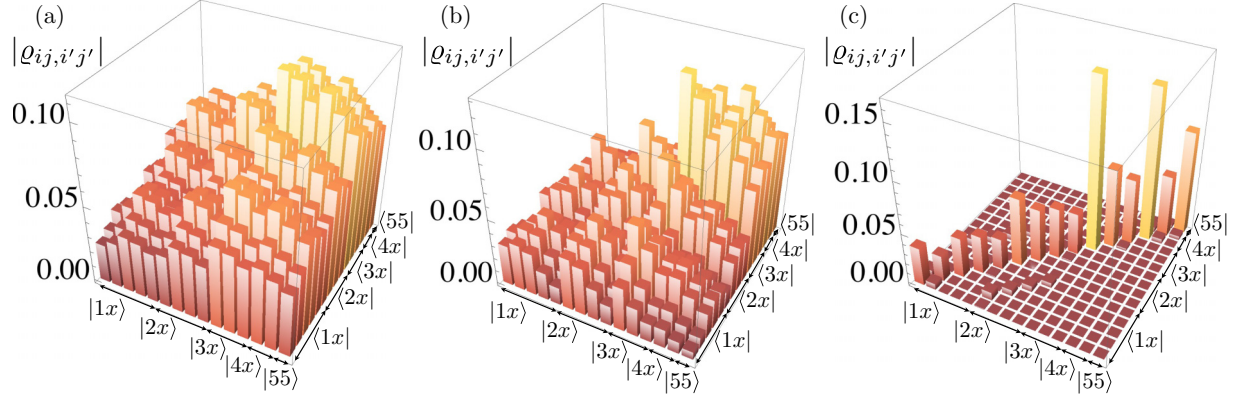 (a)
|ϱij,i′j′|
0.10
0.05
0.00
|1x⟩
|2x⟩
|3x⟩
|4x⟩
|55⟩
⟨1x|
⟨2x|
⟨3x|
⟨4x|
⟨55|
(b)
|ϱij,i′j′|
0.10
0.05
0.00
|1x⟩
|2x⟩
|3x⟩
|4x⟩
|55⟩
⟨1x|
⟨2x|
⟨3x|
⟨4x|
⟨55|
(c)
|ϱij,i′j′|
0.15
0.10
0.05
0.00
|1x⟩
|2x⟩
|3x⟩
|4x⟩
|55⟩
⟨1x|
⟨2x|
⟨3x|
⟨4x|
⟨55|